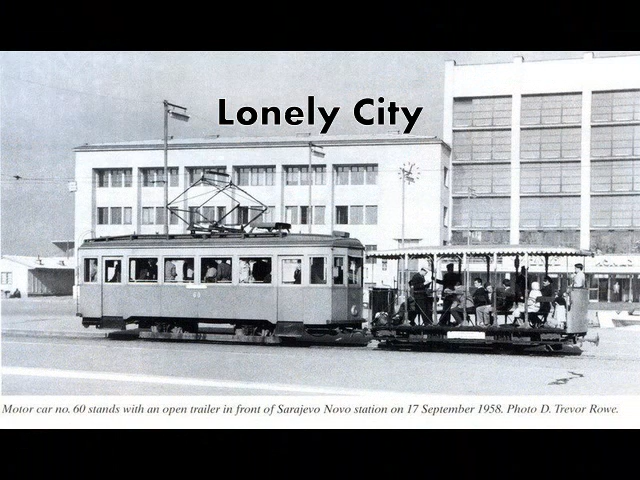 Lonely City
60
Motor car no. 60 stands with an open trailer in front of Sarajevo Novo station on 17 September 1958. Photo D. Trevor Rowe.